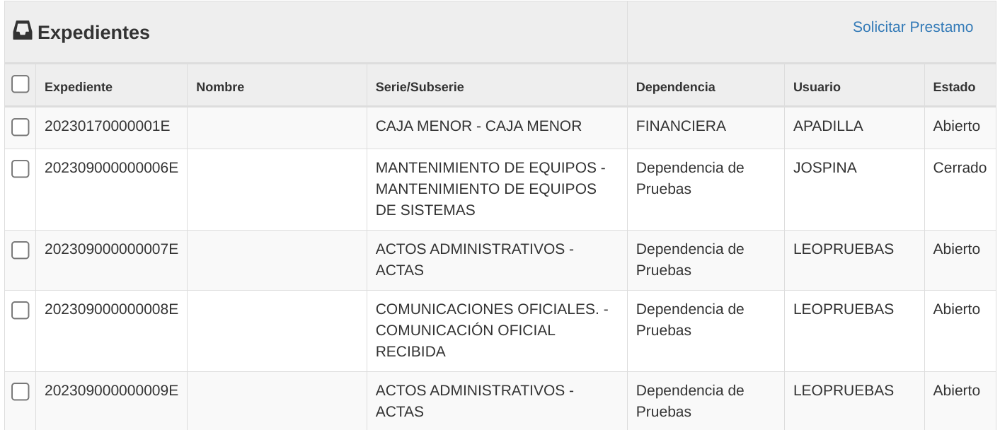 Expedientes
Solicitar Prestamo
Expediente Nombre Serie/Subserie Dependencia Usuario Estado
20230170000001E CAJA MENOR - CAJA MENOR FINANCIERA APADILLA Abierto
202309000000006E MANTENIMIENTO DE EQUIPOS - Dependencia de JOSPINA Cerrado
MANTENIMIENTO DE EQUIPOS Pruebas
DE SISTEMAS
202309000000007E ACTOS ADMINISTRATIVOS - Dependencia de LEOPRUEBAS Abierto
ACTAS Pruebas
202309000000008E COMUNICACIONES OFICIALES. - Dependencia de LEOPRUEBAS Abierto
COMUNICACIÓN OFICIAL Pruebas
RECIBIDA
202309000000009E ACTOS ADMINISTRATIVOS - Dependencia de LEOPRUEBAS Abierto
ACTAS Pruebas